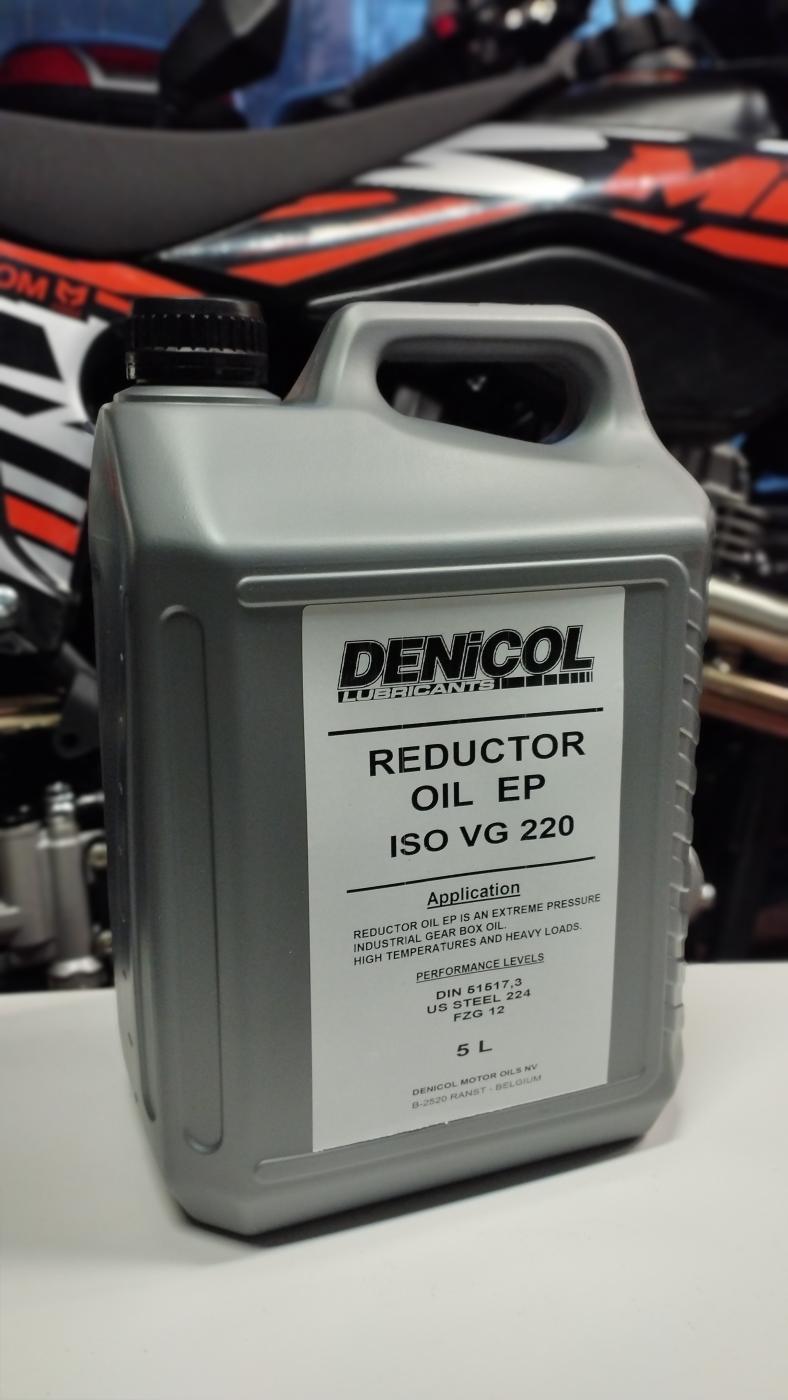 DENiCOL
LUBRICANTS
REDUCTOR
OIL EP
ISO VG 220
Application
REDUCTOR OIL EP IS AN EXTREME PRESSURE
INDUSTRIAL GEAR BOX OIL.
HIGH TEMPERATURES AND HEAVY LOADS.
PERFORMANCE LEVELS
DIN 51517,3
US STEEL 224
FZG 12
5 L
DENICOL MOTOR OILS NV
B-2520 RANST - BELGIUM